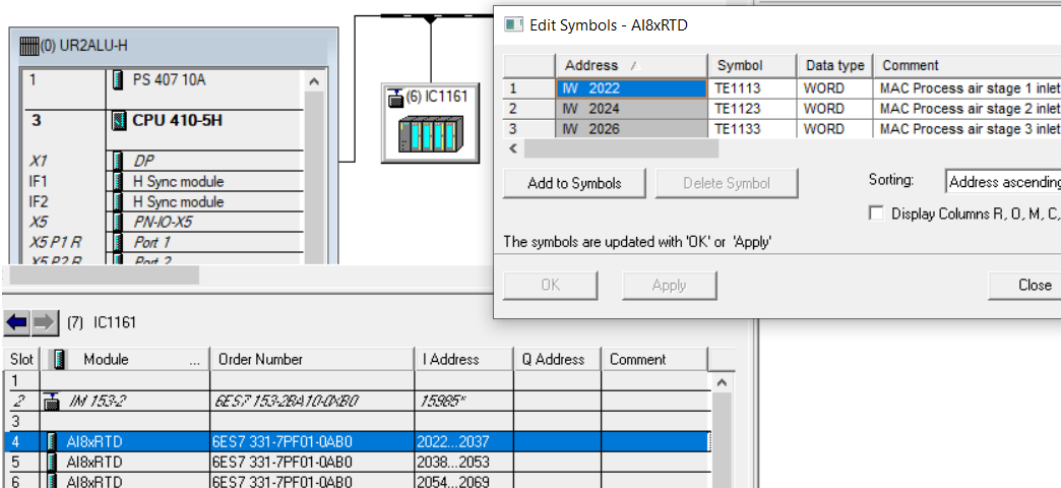 (0) UR2ALU-H
1 PS 407 10A
3 CPU 410-5H
X1 DP
IF1 H Sync module
IF2 H Sync module
X5 PN-IO-X5
X5 P1 R Port 1
X5 P2 R Port 2
(6) IC1161
Edit Symbols - AI8xRTD
Address Symbol Data type Comment
1 IW 2022 TE1113 WORD MAC Process air stage 1 inlet
2 IW 2024 TE1123 WORD MAC Process air stage 2 inlet
3 IW 2026 TE1133 WORD MAC Process air stage 3 inlet
Add to Symbols Delete Symbol Sorting: Address ascending
Display Columns R, O, M, C,
The symbols are updated with 'OK' or 'Apply'
OK Apply Close
(7) IC1161
Slot Module ... Order Number I Address Q Address Comment
1
2 IM 153-2 6ES7 153-2BA10-0XB0 15985*
3
4 AI8xRTD 6ES7 331-7PF01-0AB0 2022...2037
5 AI8xRTD 6ES7 331-7PF01-0AB0 2038...2053
6 AI8xRTD 6ES7 331-7PF01-0AB0 2054...2069